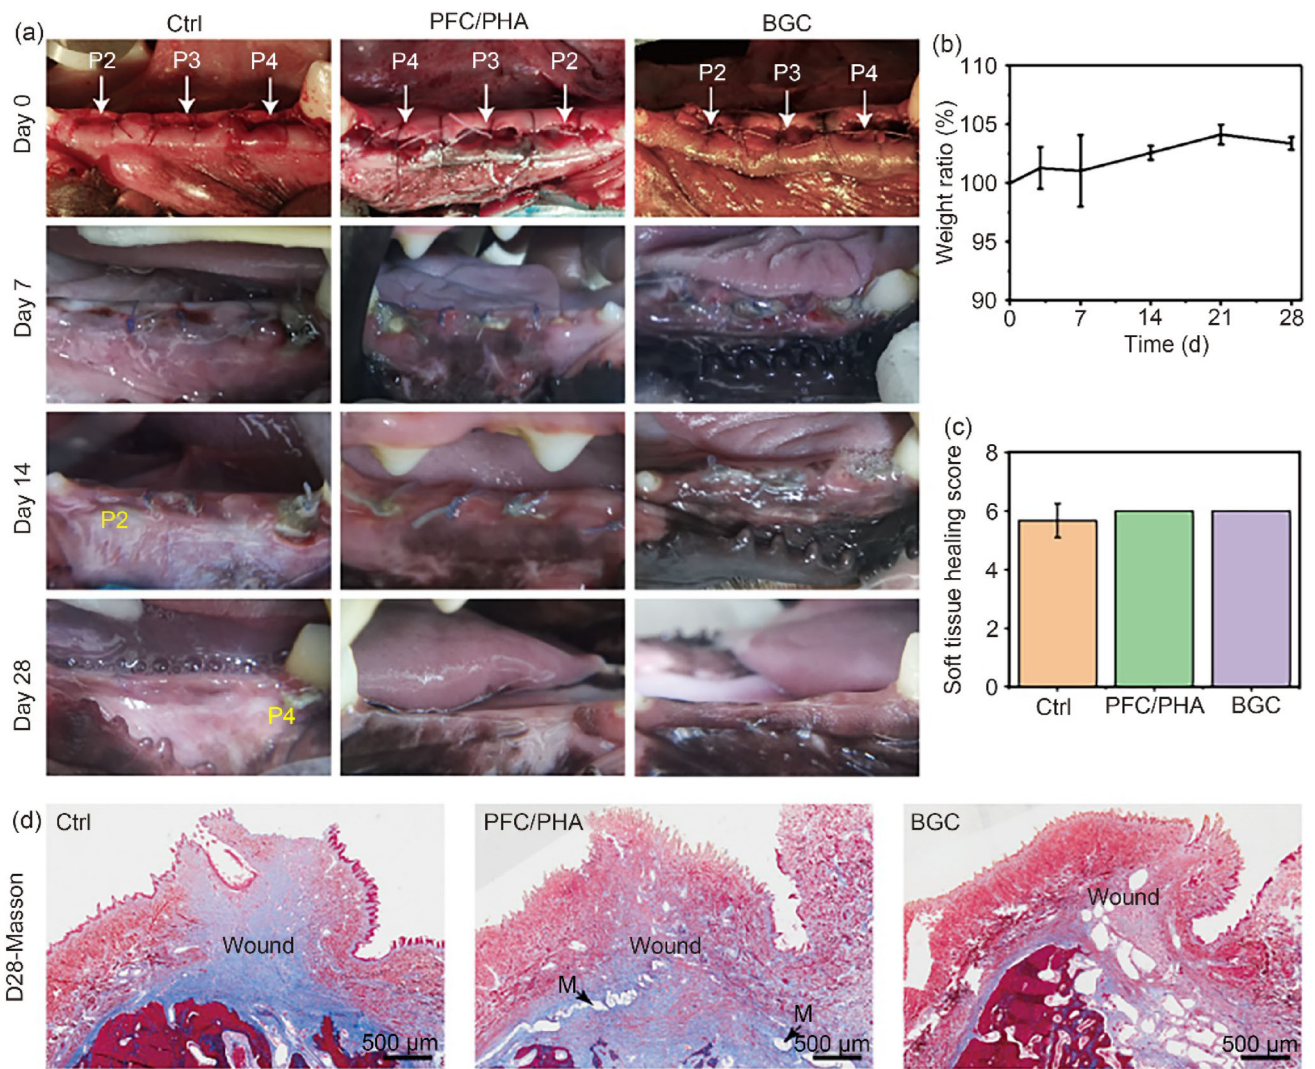 (a)
Ctrl
PFC/PHA
BGC
Day 0
P2
P3
P4
P4
P3
P2
P2
P3
P4
Day 7
Day 14
P2
Day 28
P4
(b)
Weight ratio (%)
110
105
100
95
90
0
7
14
21
28
Time (d)
(c)
Soft tissue healing score
8
6
4
2
0
Ctrl
PFC/PHA
BGC
(d)
D28-Masson
Ctrl
Wound
500 μm
PFC/PHA
Wound
M
M
500 μm
BGC
Wound
500 μm